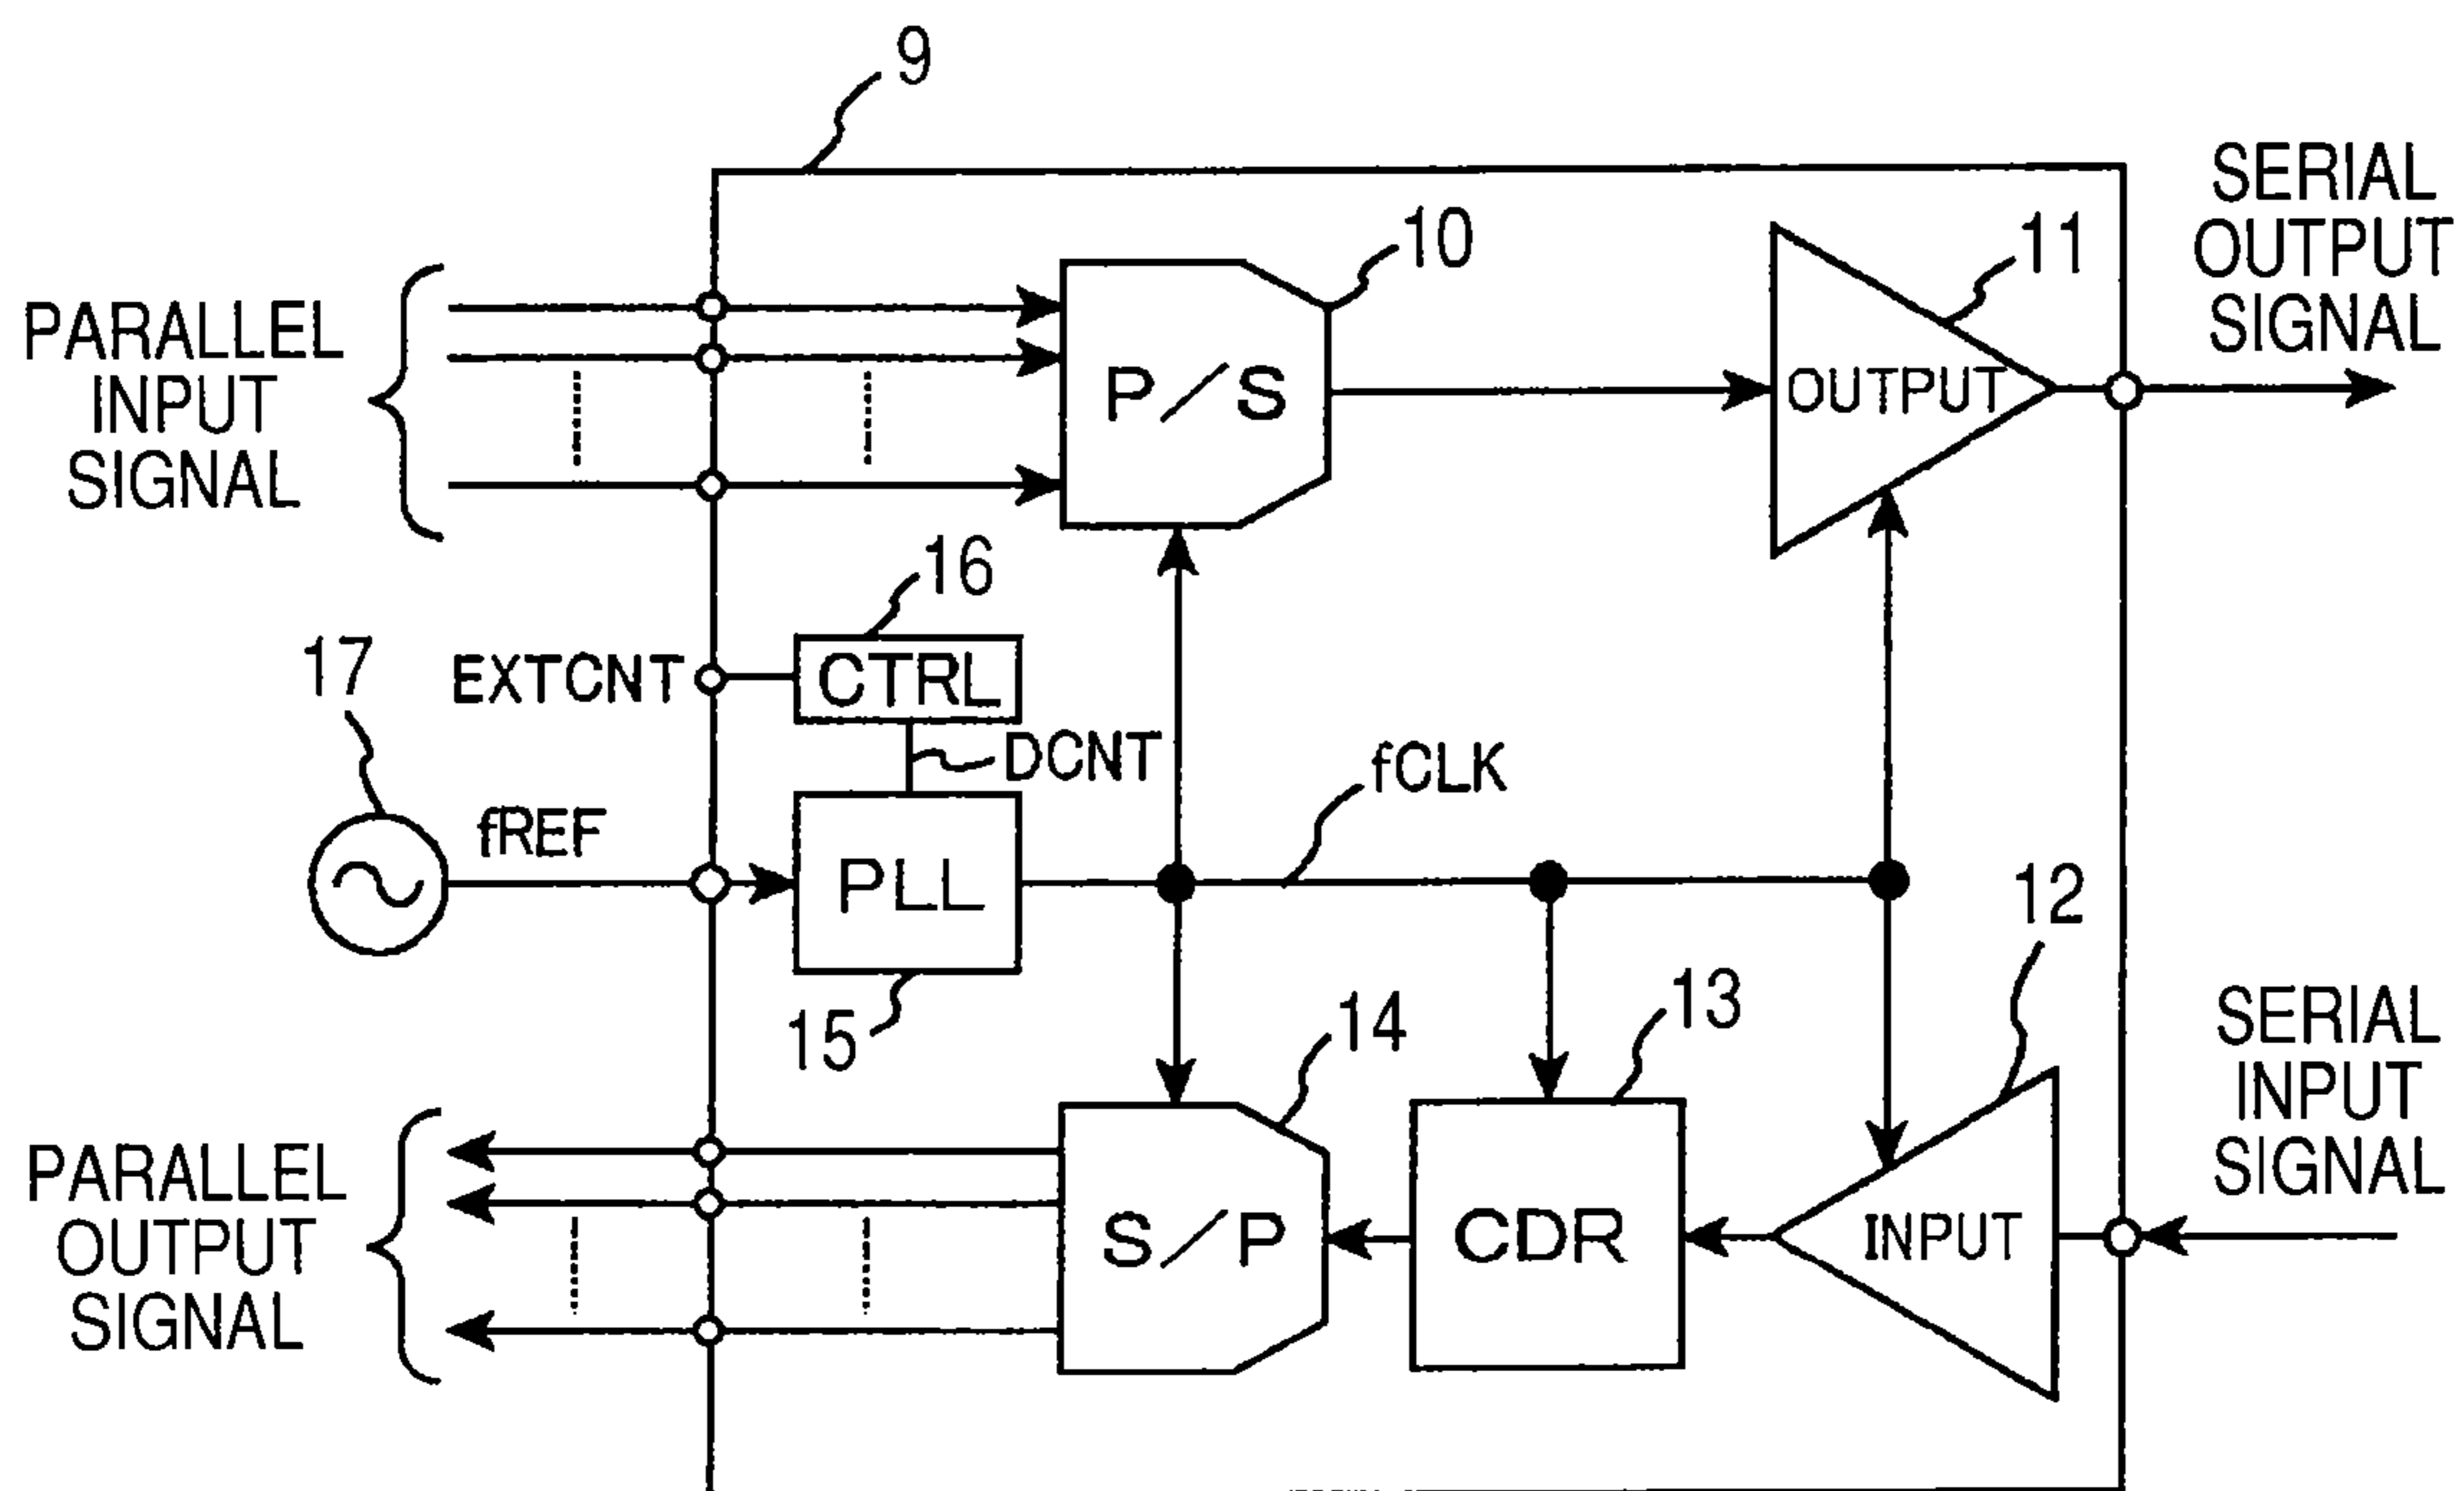 9
SERIAL
OUTPUT
SIGNAL
10
11
PARALLEL
INPUT
SIGNAL
P/S
OUTPUT
16
17
EXTCNT
CTRL
DCNT
fCLK
fREF
PLL
12
15
14
13
SERIAL
INPUT
SIGNAL
PARALLEL
OUTPUT
SIGNAL
S/P
CDR
INPUT